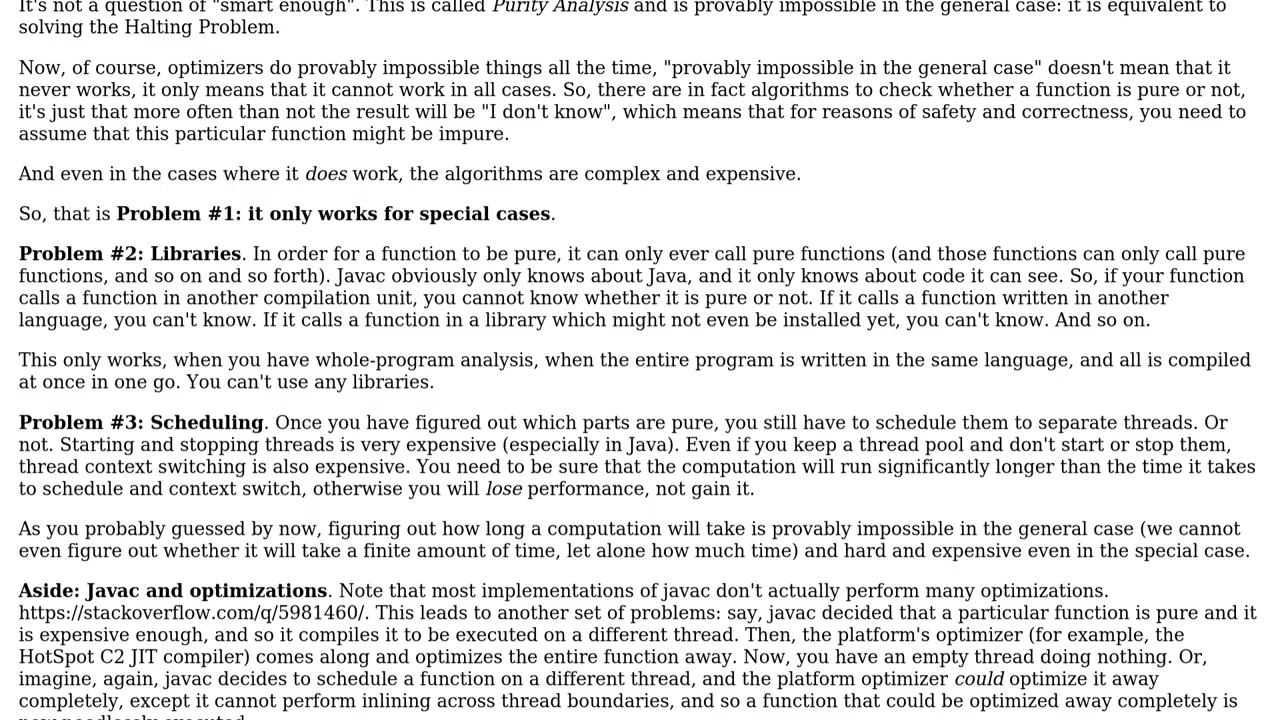 It's not a question of "smart enough". This is called Purity Analysis and is provably impossible in the general case: it is equivalent to
solving the Halting Problem.
Now, of course, optimizers do provably impossible things all the time, "provably impossible in the general case" doesn't mean that it
never works, it only means that it cannot work in all cases. So, there are in fact algorithms to check whether a function is pure or not,
it's just that more often than not the result will be "I don't know", which means that for reasons of safety and correctness, you need to
assume that this particular function might be impure.
And even in the cases where it does work, the algorithms are complex and expensive.
So, that is Problem #1: it only works for special cases.
Problem #2: Libraries. In order for a function to be pure, it can only ever call pure functions (and those functions can only call pure
functions, and so on and so forth). Javac obviously only knows about Java, and it only knows about code it can see. So, if your function
calls a function in another compilation unit, you cannot know whether it is pure or not. If it calls a function written in another
language, you can't know. If it calls a function in a library which might not even be installed yet, you can't know. And so on.
This only works, when you have whole-program analysis, when the entire program is written in the same language, and all is compiled
at once in one go. You can't use any libraries.
Problem #3: Scheduling. Once you have figured out which parts are pure, you still have to schedule them to separate threads. Or
not. Starting and stopping threads is very expensive (especially in Java). Even if you keep a thread pool and don't start or stop them,
thread context switching is also expensive. You need to be sure that the computation will run significantly longer than the time it takes
to schedule and context switch, otherwise you will lose performance, not gain it.
As you probably guessed by now, figuring out how long a computation will take is provably impossible in the general case (we cannot
even figure out whether it will take a finite amount of time, let alone how much time) and hard and expensive even in the special case.
Aside: Javac and optimizations. Note that most implementations of javac don't actually perform many optimizations.
https://stackoverflow.com/q/5981460/. This leads to another set of problems: say, javac decided that a particular function is pure and it
is expensive enough, and so it compiles it to be executed on a different thread. Then, the platform's optimizer (for example, the
HotSpot C2 JIT compiler) comes along and optimizes the entire function away. Now, you have an empty thread doing nothing. Or,
imagine, again, javac decides to schedule a function on a different thread, and the platform optimizer could optimize it away
completely, except it cannot perform inlining across thread boundaries, and so a function that could be optimized away completely is